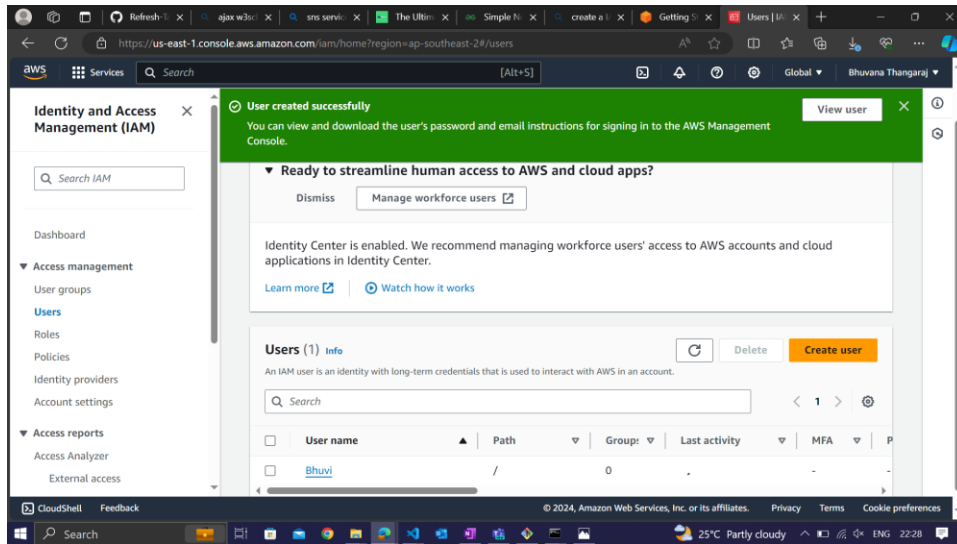 Refresh-T
ajax w3scl
sns servic
The Ultim
Simple N
create a l
Getting S
Users | IA
https://us-east-1.console.aws.amazon.com/iam/home?region=ap-southeast-2#/users
aws
Services
Search
[Alt+S]
Global
Bhuvana Thangaraj
Identity and Access
Management (IAM)
Search IAM
Dashboard
Access management
User groups
Users
Roles
Policies
Identity providers
Account settings
Access reports
Access Analyzer
External access
User created successfully
You can view and download the user's password and email instructions for signing in to the AWS Management
Console.
View user
Ready to streamline human access to AWS and cloud apps?
Dismiss
Manage workforce users
Identity Center is enabled. We recommend managing workforce users' access to AWS accounts and cloud
applications in Identity Center.
Learn more
Watch how it works
Users (1) Info
Delete
Create user
An IAM user is an identity with long-term credentials that is used to interact with AWS in an account.
Search
1
User name
Path
Group:
Last activity
MFA
P
Bhuvi
/
0
-
-
CloudShell
Feedback
© 2024, Amazon Web Services, Inc. or its affiliates.
Privacy
Terms
Cookie preferences
Search
25°C Partly cloudy
ENG
22:28